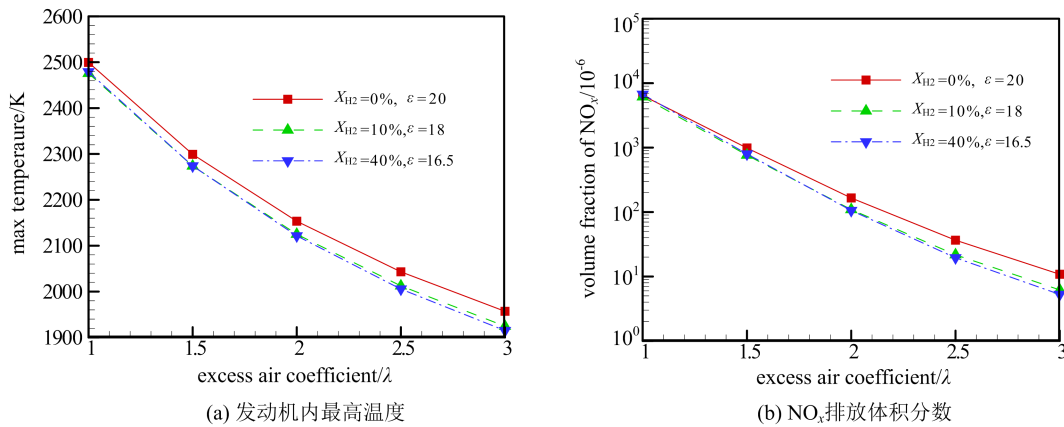 2600
2500
2400
2300
2200
2100
2000
1900
max temperaure/K
X_H2=0%, ε=20
X_H2=10%,ε=18
X_H2=40%,ε=16.5
1 1.5 2 2.5 3
excess air coefficient/λ
(a) 发动机内最高温度
10^5
10^4
10^3
10^2
10^1
10^0
volume fraction of NO_x/10^-6
X_H2=0%, ε=20
X_H2=10%,ε=18
X_H2=40%,ε=16.5
1 1.5 2 2.5 3
excess air coefficient/λ
(b) NO_x排放体积分数